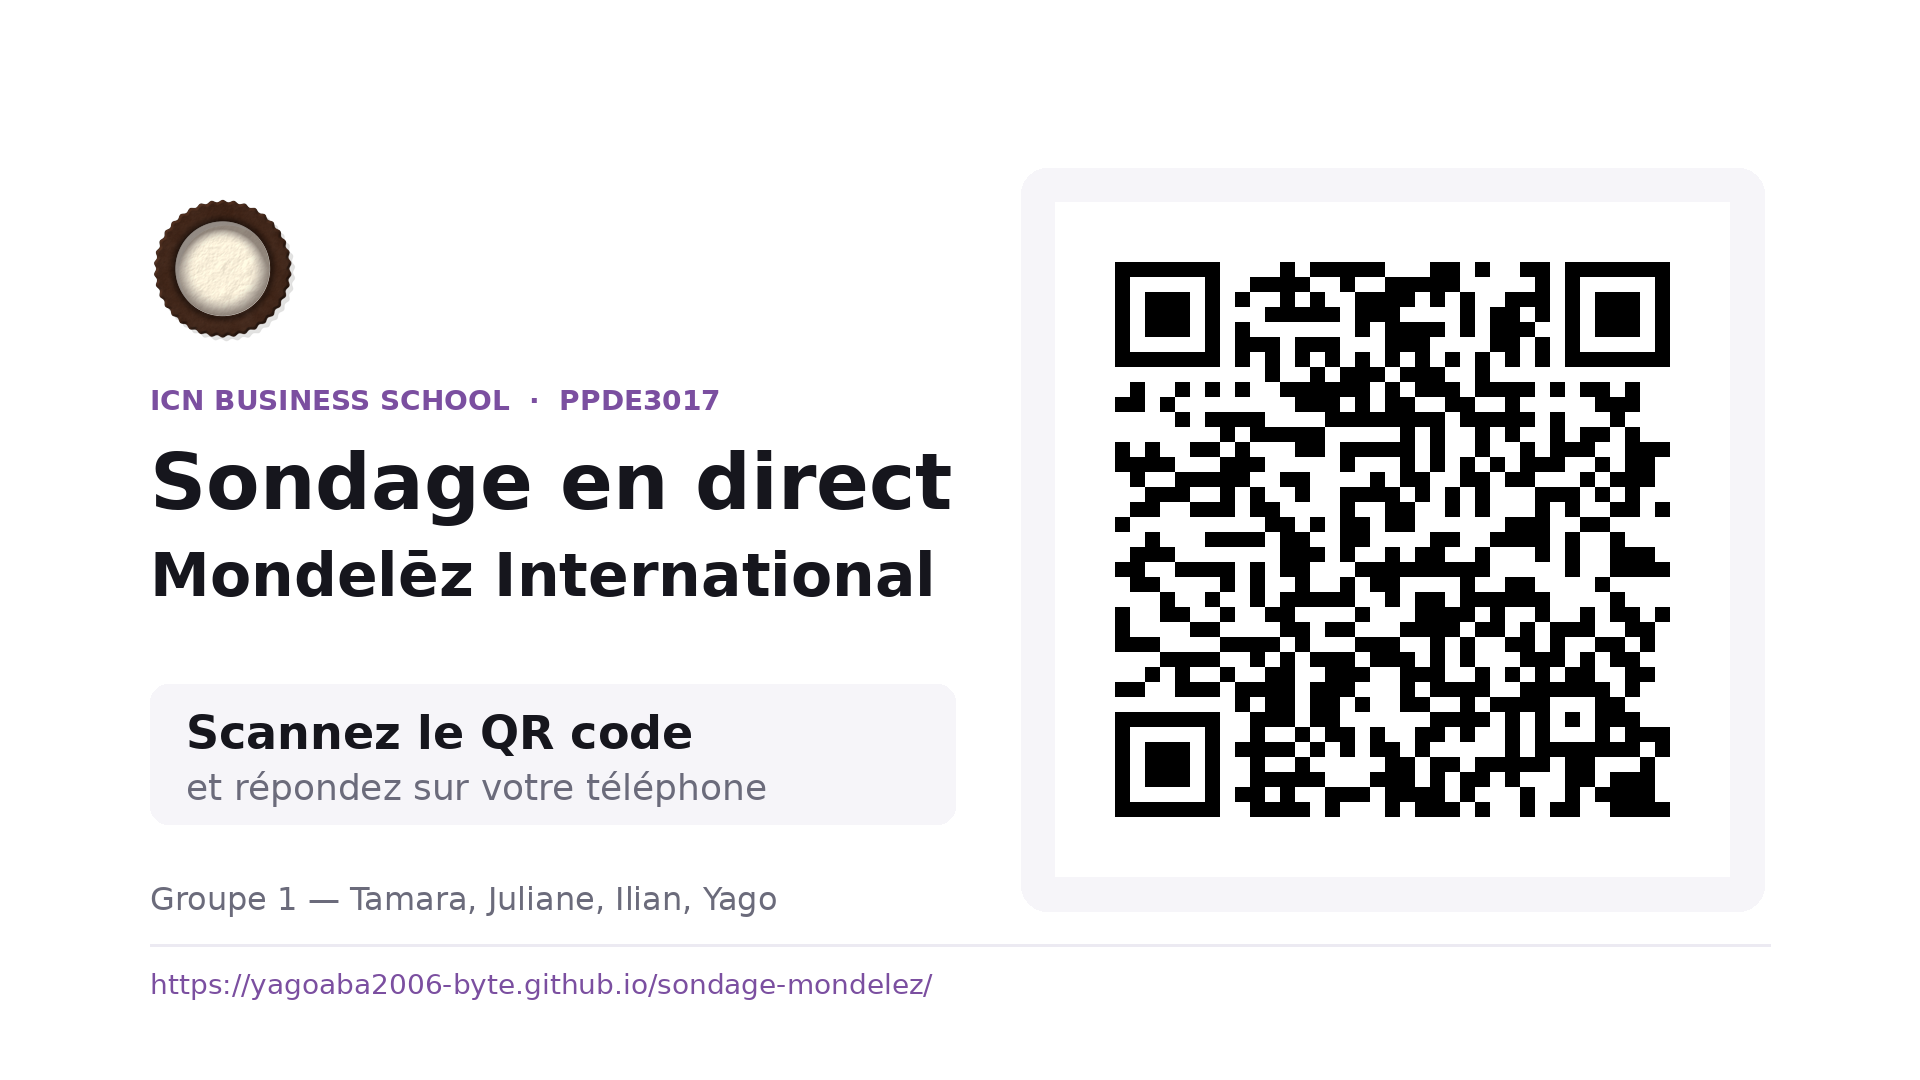 ICN BUSINESS SCHOOL · PPDE3017
Sondage en direct
Mondelēz International
Scannez le QR code
et répondez sur votre téléphone
Groupe 1 — Tamara, Juliane, Ilian, Yago
https://yagoaba2006-byte.github.io/sondage-mondelez/